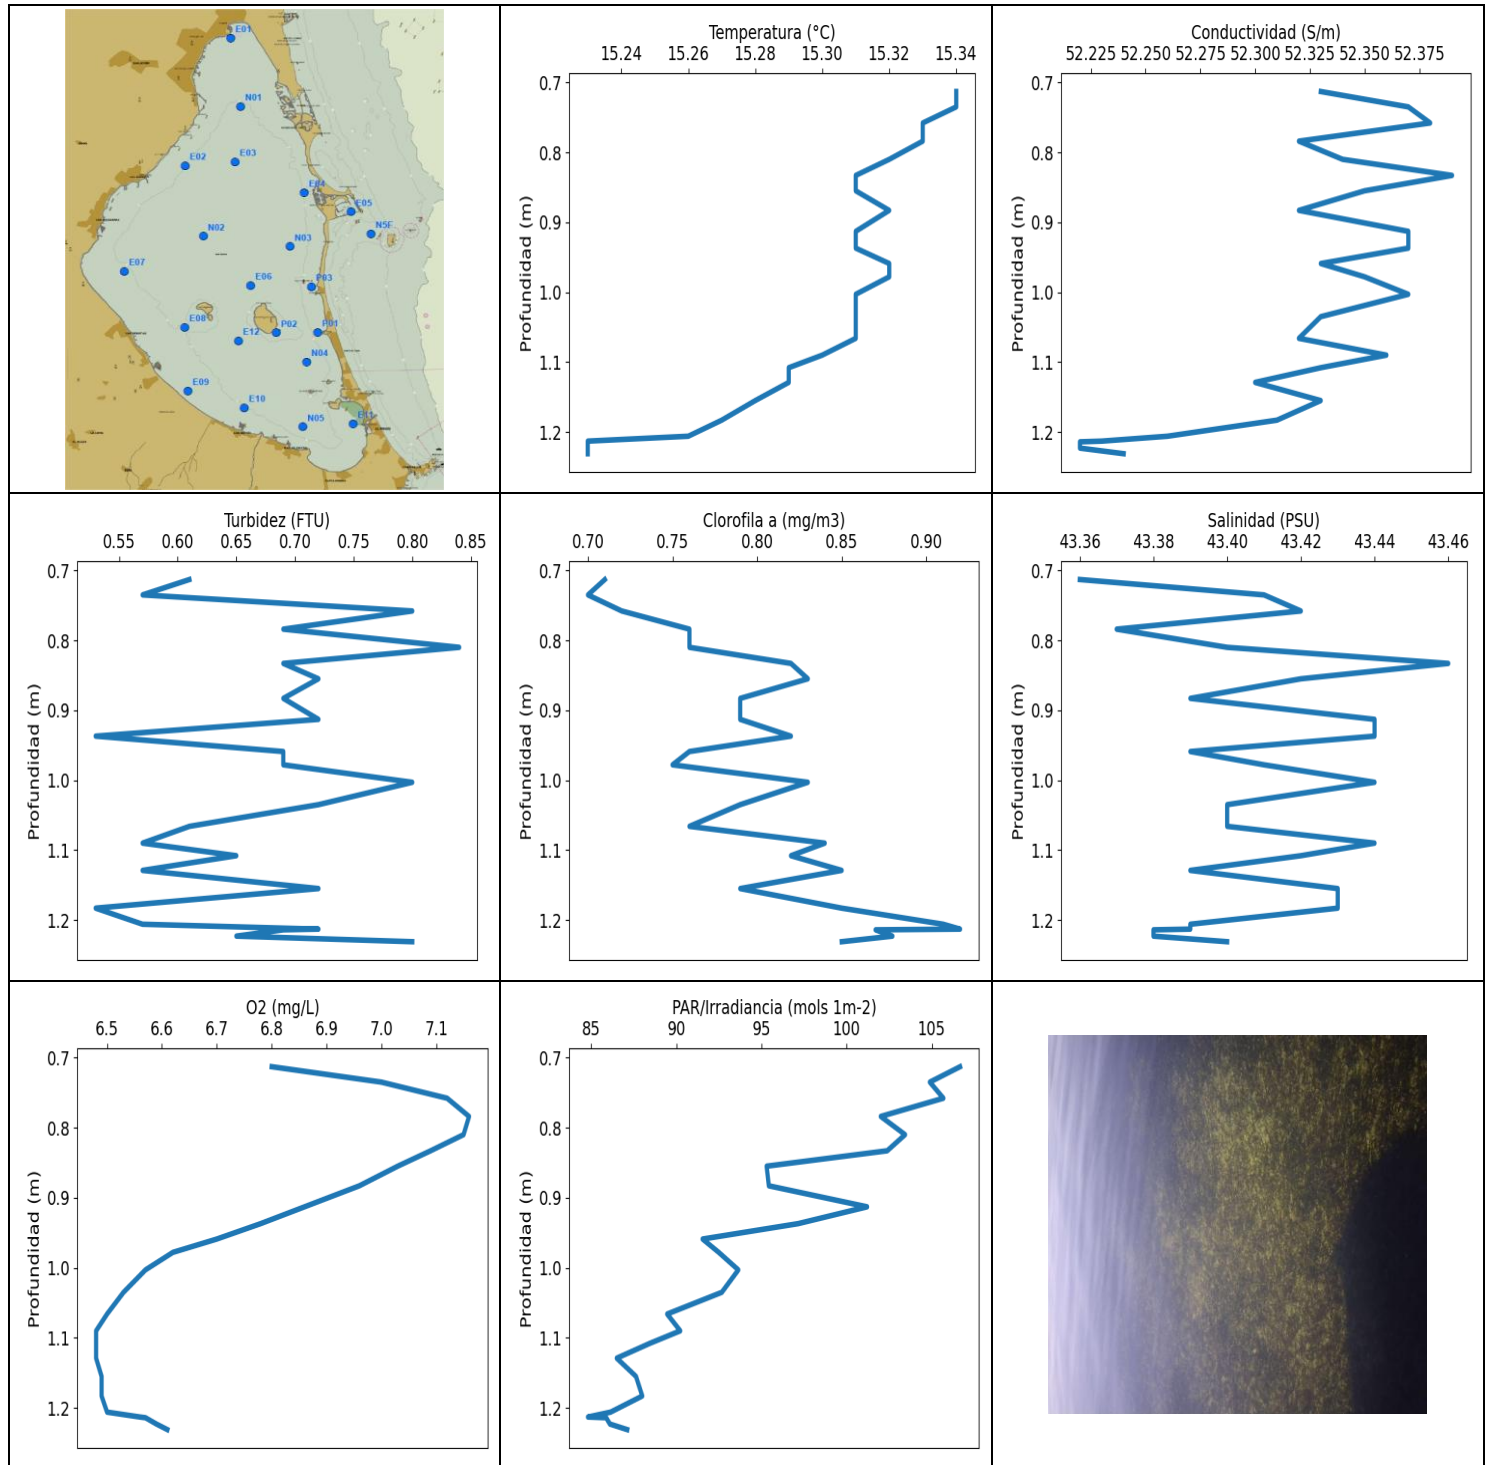 E01
N01
E02
E03
E04
E05
N5F
N02
N03
E07
E06
P03
E08
P02
P01
E12
N04
E09
E10
N05
E11
Temperatura (°C)
15.24 15.26 15.28 15.30 15.32 15.34
0.7
0.8
0.9
1.0
1.1
1.2
Profundidad (m)
Conductividad (S/m)
52.225 52.250 52.275 52.300 52.325 52.350 52.375
0.7
0.8
0.9
1.0
1.1
1.2
Profundidad (m)
Turbidez (FTU)
0.55 0.60 0.65 0.70 0.75 0.80 0.85
0.7
0.8
0.9
1.0
1.1
1.2
Profundidad (m)
Clorofila a (mg/m3)
0.70 0.75 0.80 0.85 0.90
0.7
0.8
0.9
1.0
1.1
1.2
Profundidad (m)
Salinidad (PSU)
43.36 43.38 43.40 43.42 43.44 43.46
0.7
0.8
0.9
1.0
1.1
1.2
Profundidad (m)
O2 (mg/L)
6.5 6.6 6.7 6.8 6.9 7.0 7.1
0.7
0.8
0.9
1.0
1.1
1.2
Profundidad (m)
PAR/Irradiancia (mols 1m-2)
85 90 95 100 105
0.7
0.8
0.9
1.0
1.1
1.2
Profundidad (m)